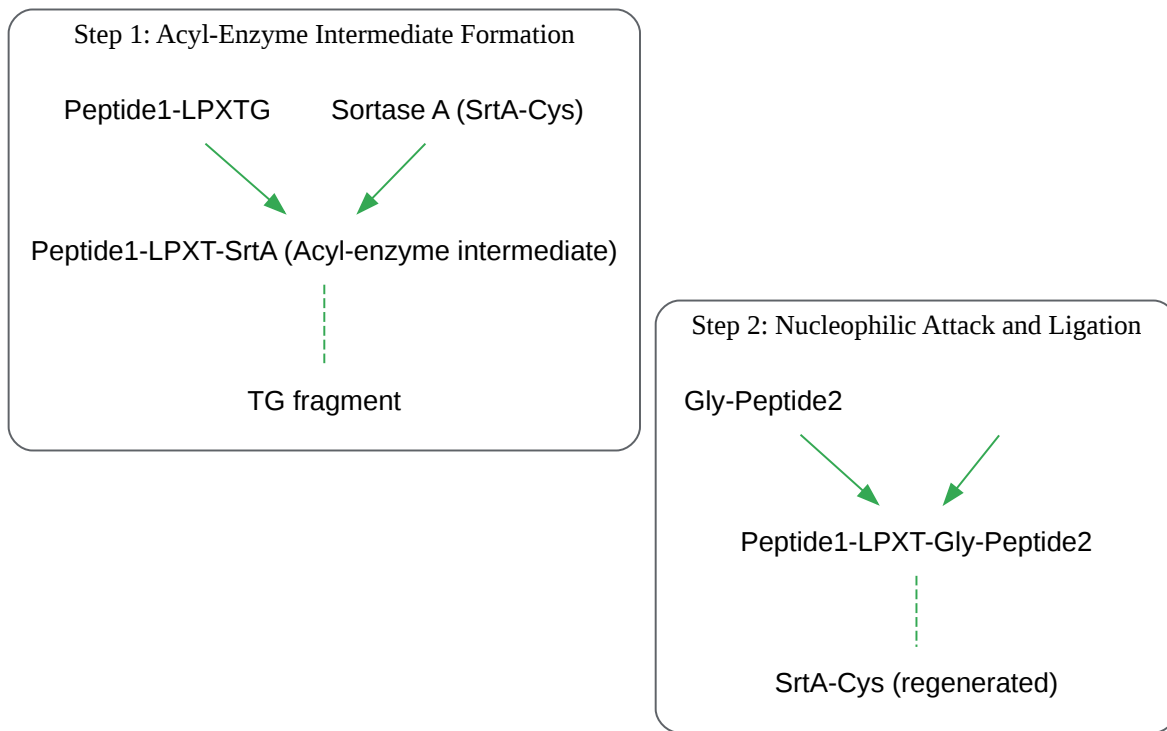 Step 1: Acyl-Enzyme Intermediate Formation
Peptide1-LPXTG
Sortase A (SrtA-Cys)
Peptide1-LPXT-SrtA (Acyl-enzyme intermediate)
TG fragment
Step 2: Nucleophilic Attack and Ligation
Gly-Peptide2
Peptide1-LPXT-Gly-Peptide2
SrtA-Cys (regenerated)